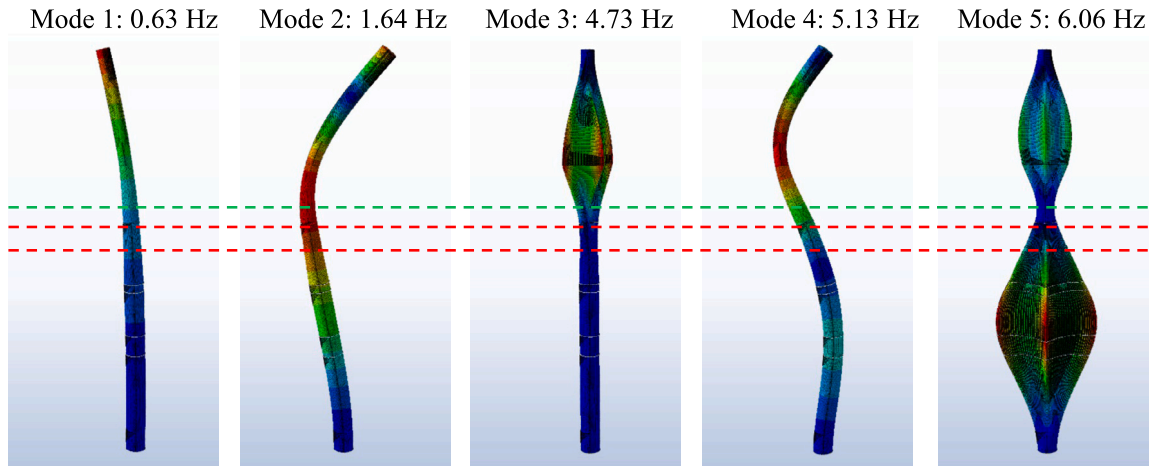 Mode 1: 0.63 Hz
Mode 2: 1.64 Hz
Mode 3: 4.73 Hz
Mode 4: 5.13 Hz
Mode 5: 6.06 Hz